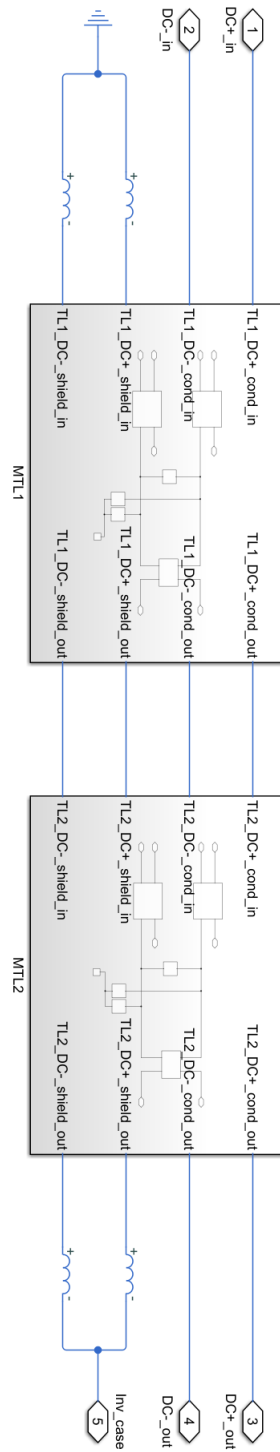 1
DC+_in
2
DC-_in
+
-
+
-
TL1_DC+_cond_in
TL1_DC+_cond_out
TL1_DC-_cond_in
TL1_DC-_cond_out
TL1_DC+_shield_in
TL1_DC+_shield_out
TL1_DC-_shield_in
TL1_DC-_shield_out
MTL1
TL2_DC+_cond_in
TL2_DC+_cond_out
TL2_DC-_cond_in
TL2_DC-_cond_out
TL2_DC+_shield_in
TL2_DC+_shield_out
TL2_DC-_shield_in
TL2_DC-_shield_out
MTL2
+
-
+
-
3
DC+_out
4
DC-_out
Inv_case
5